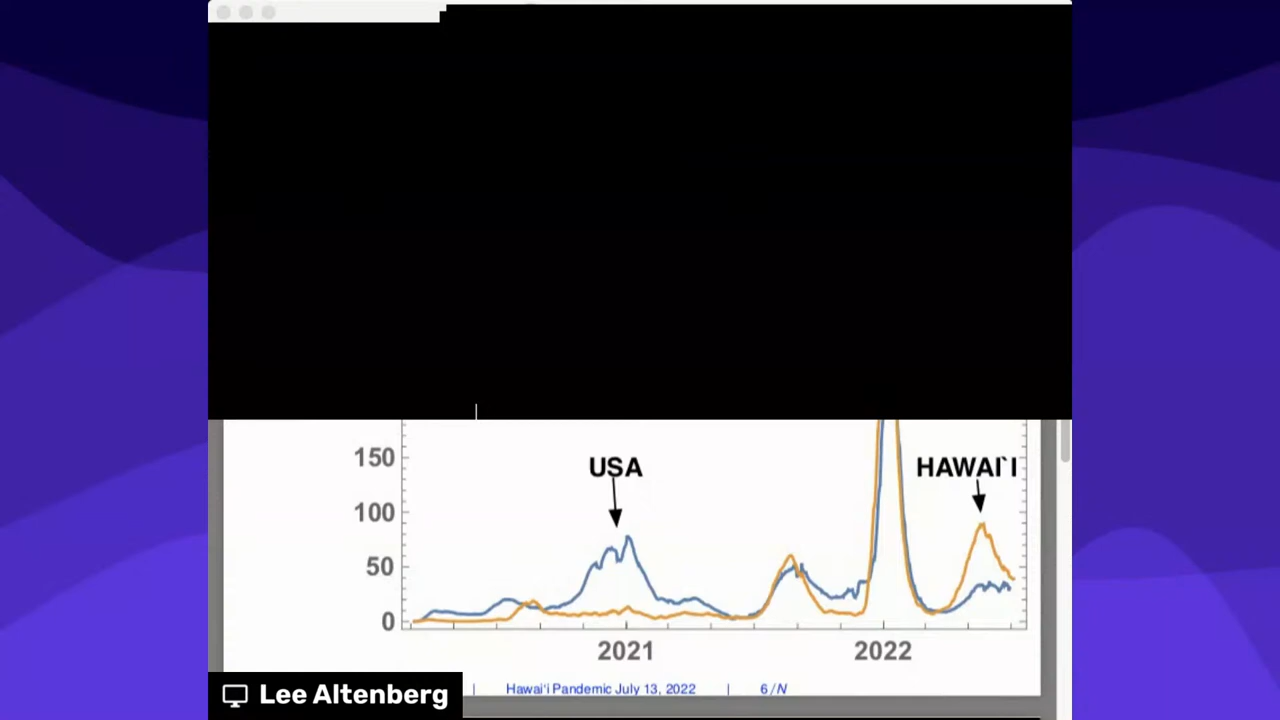 150
USA
HAWAI`I
100
50
0
2021
2022
Lee Altenberg
| Hawai'i Pandemic July 13, 2022 | 6/N